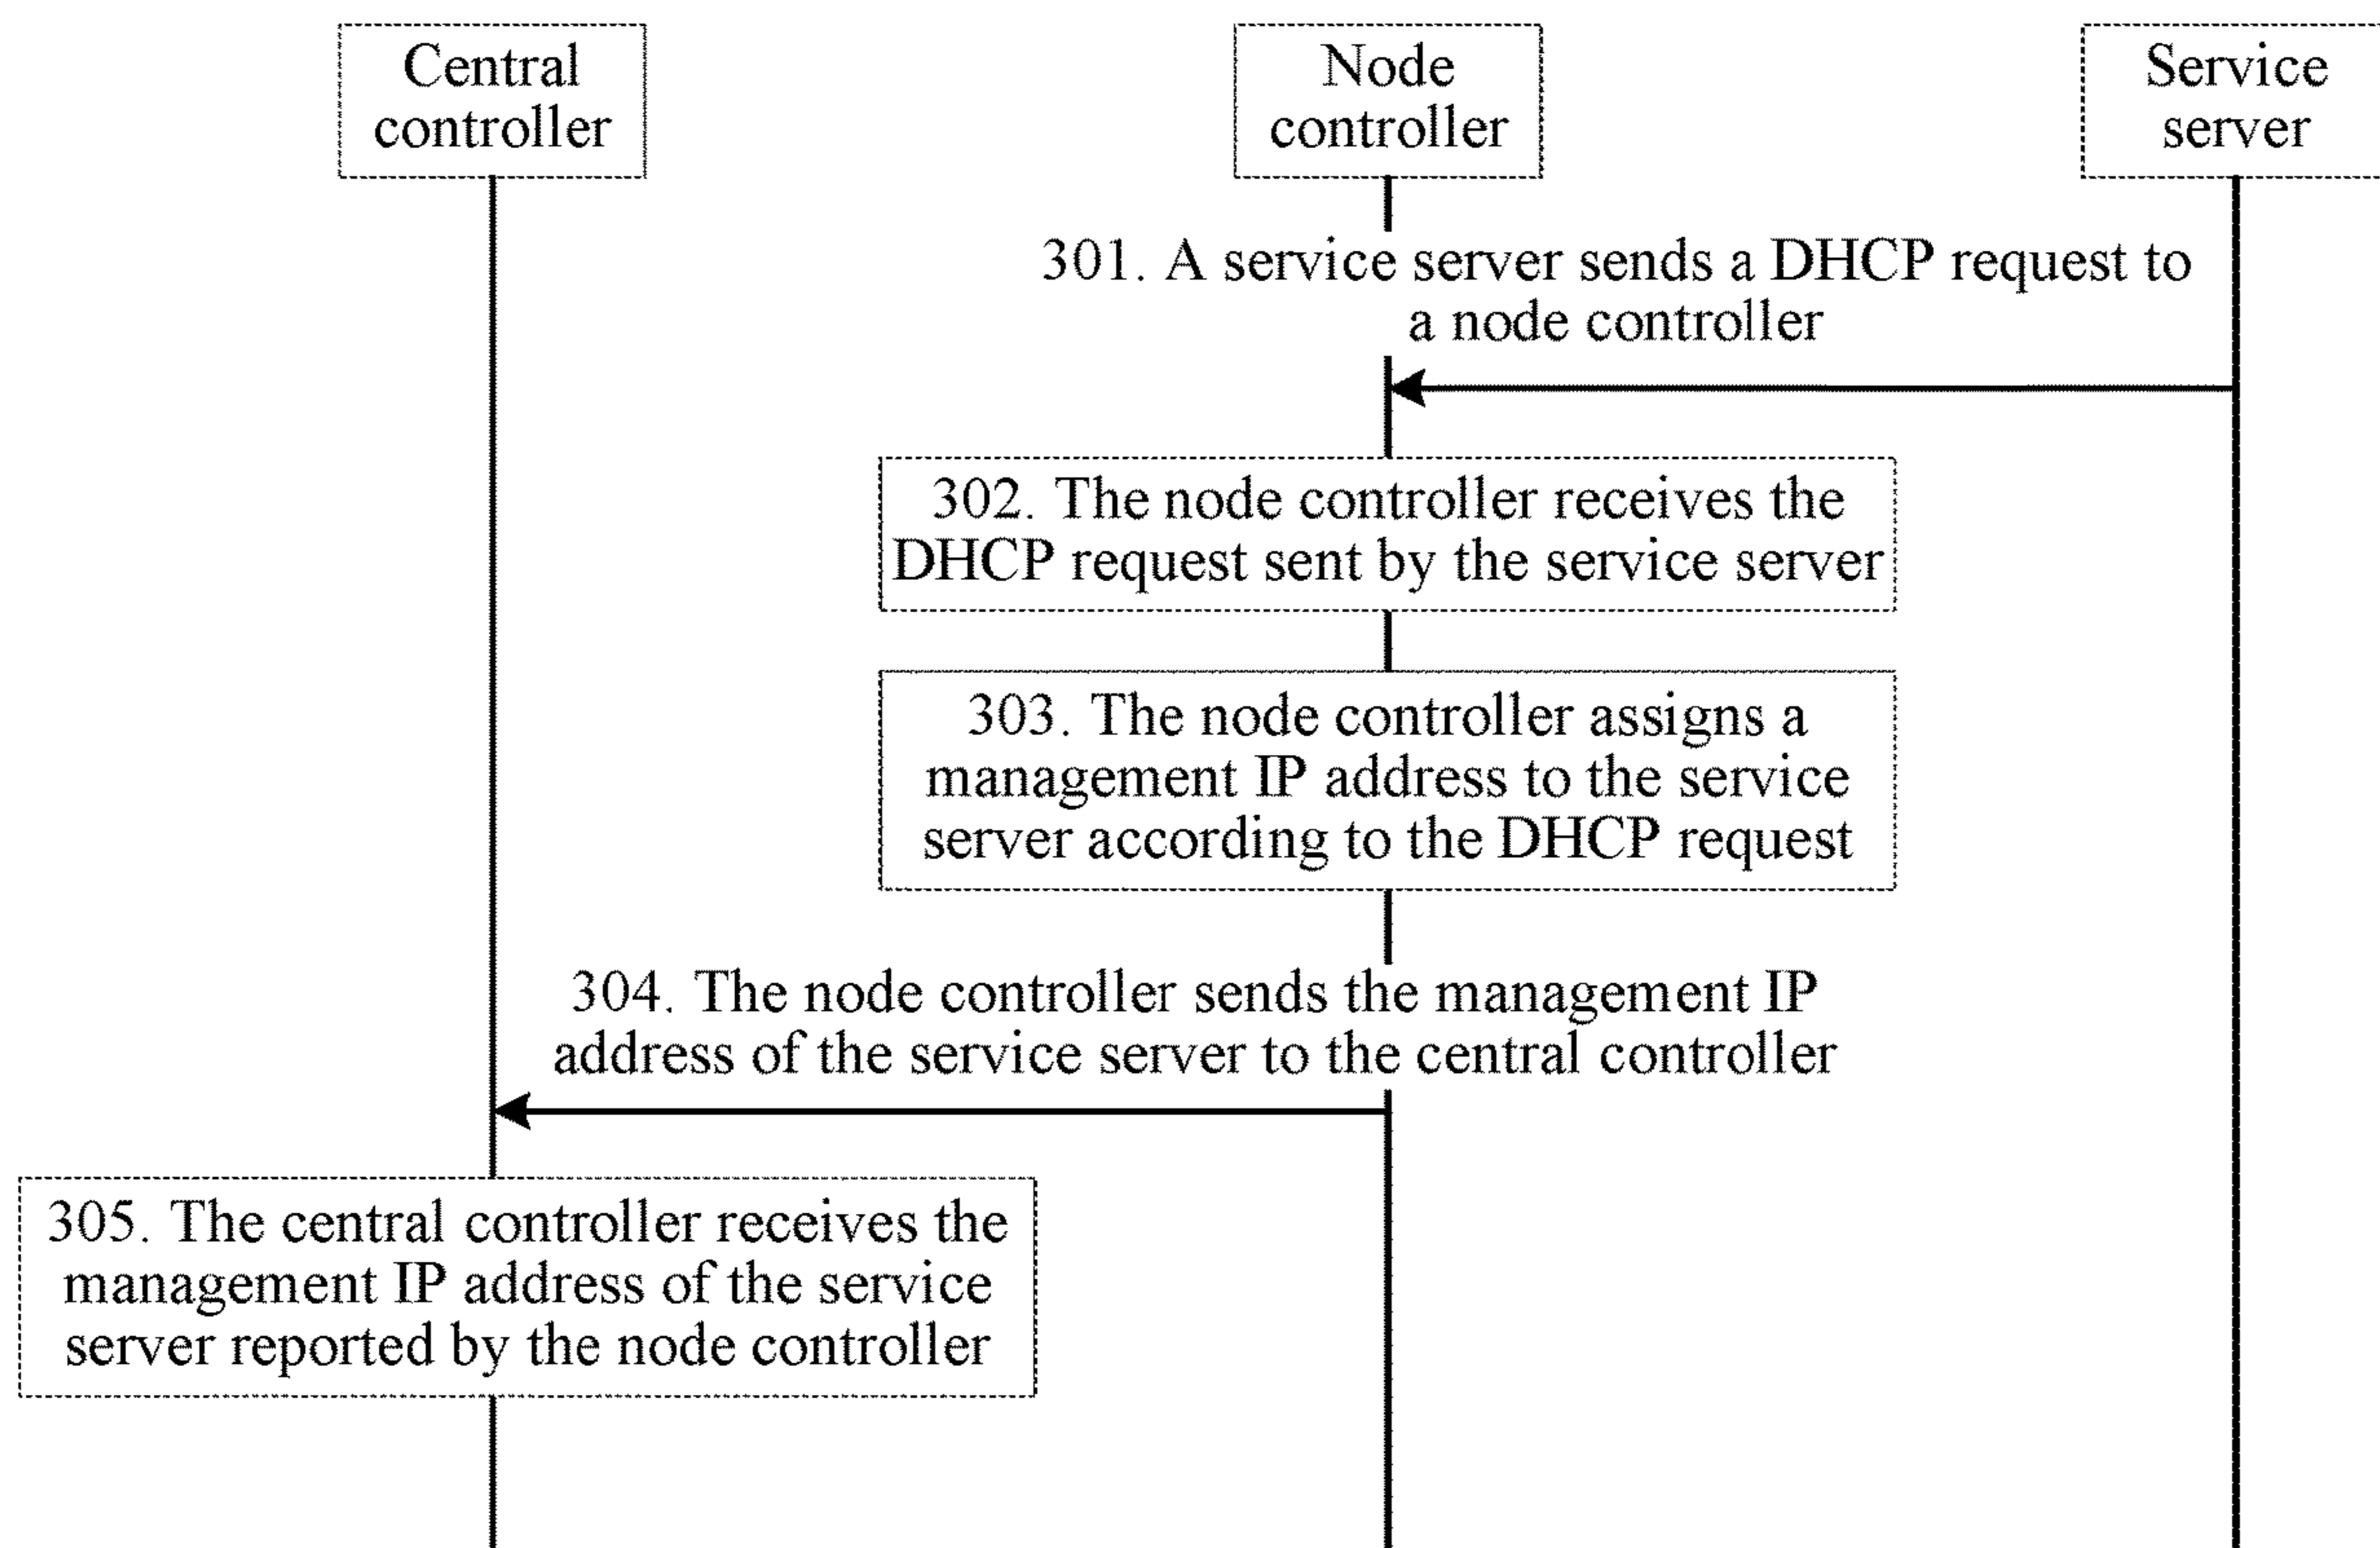 Central
controller
Node
controller
Service
server
301. A service server sends a DHCP request to
a node controller
302. The node controller receives the
DHCP request sent by the service server
303. The node controller assigns a
management IP address to the service
server according to the DHCP request
304. The node controller sends the management IP
address of the service server to the central controller
305. The central controller receives the
management IP address of the service
server reported by the node controller